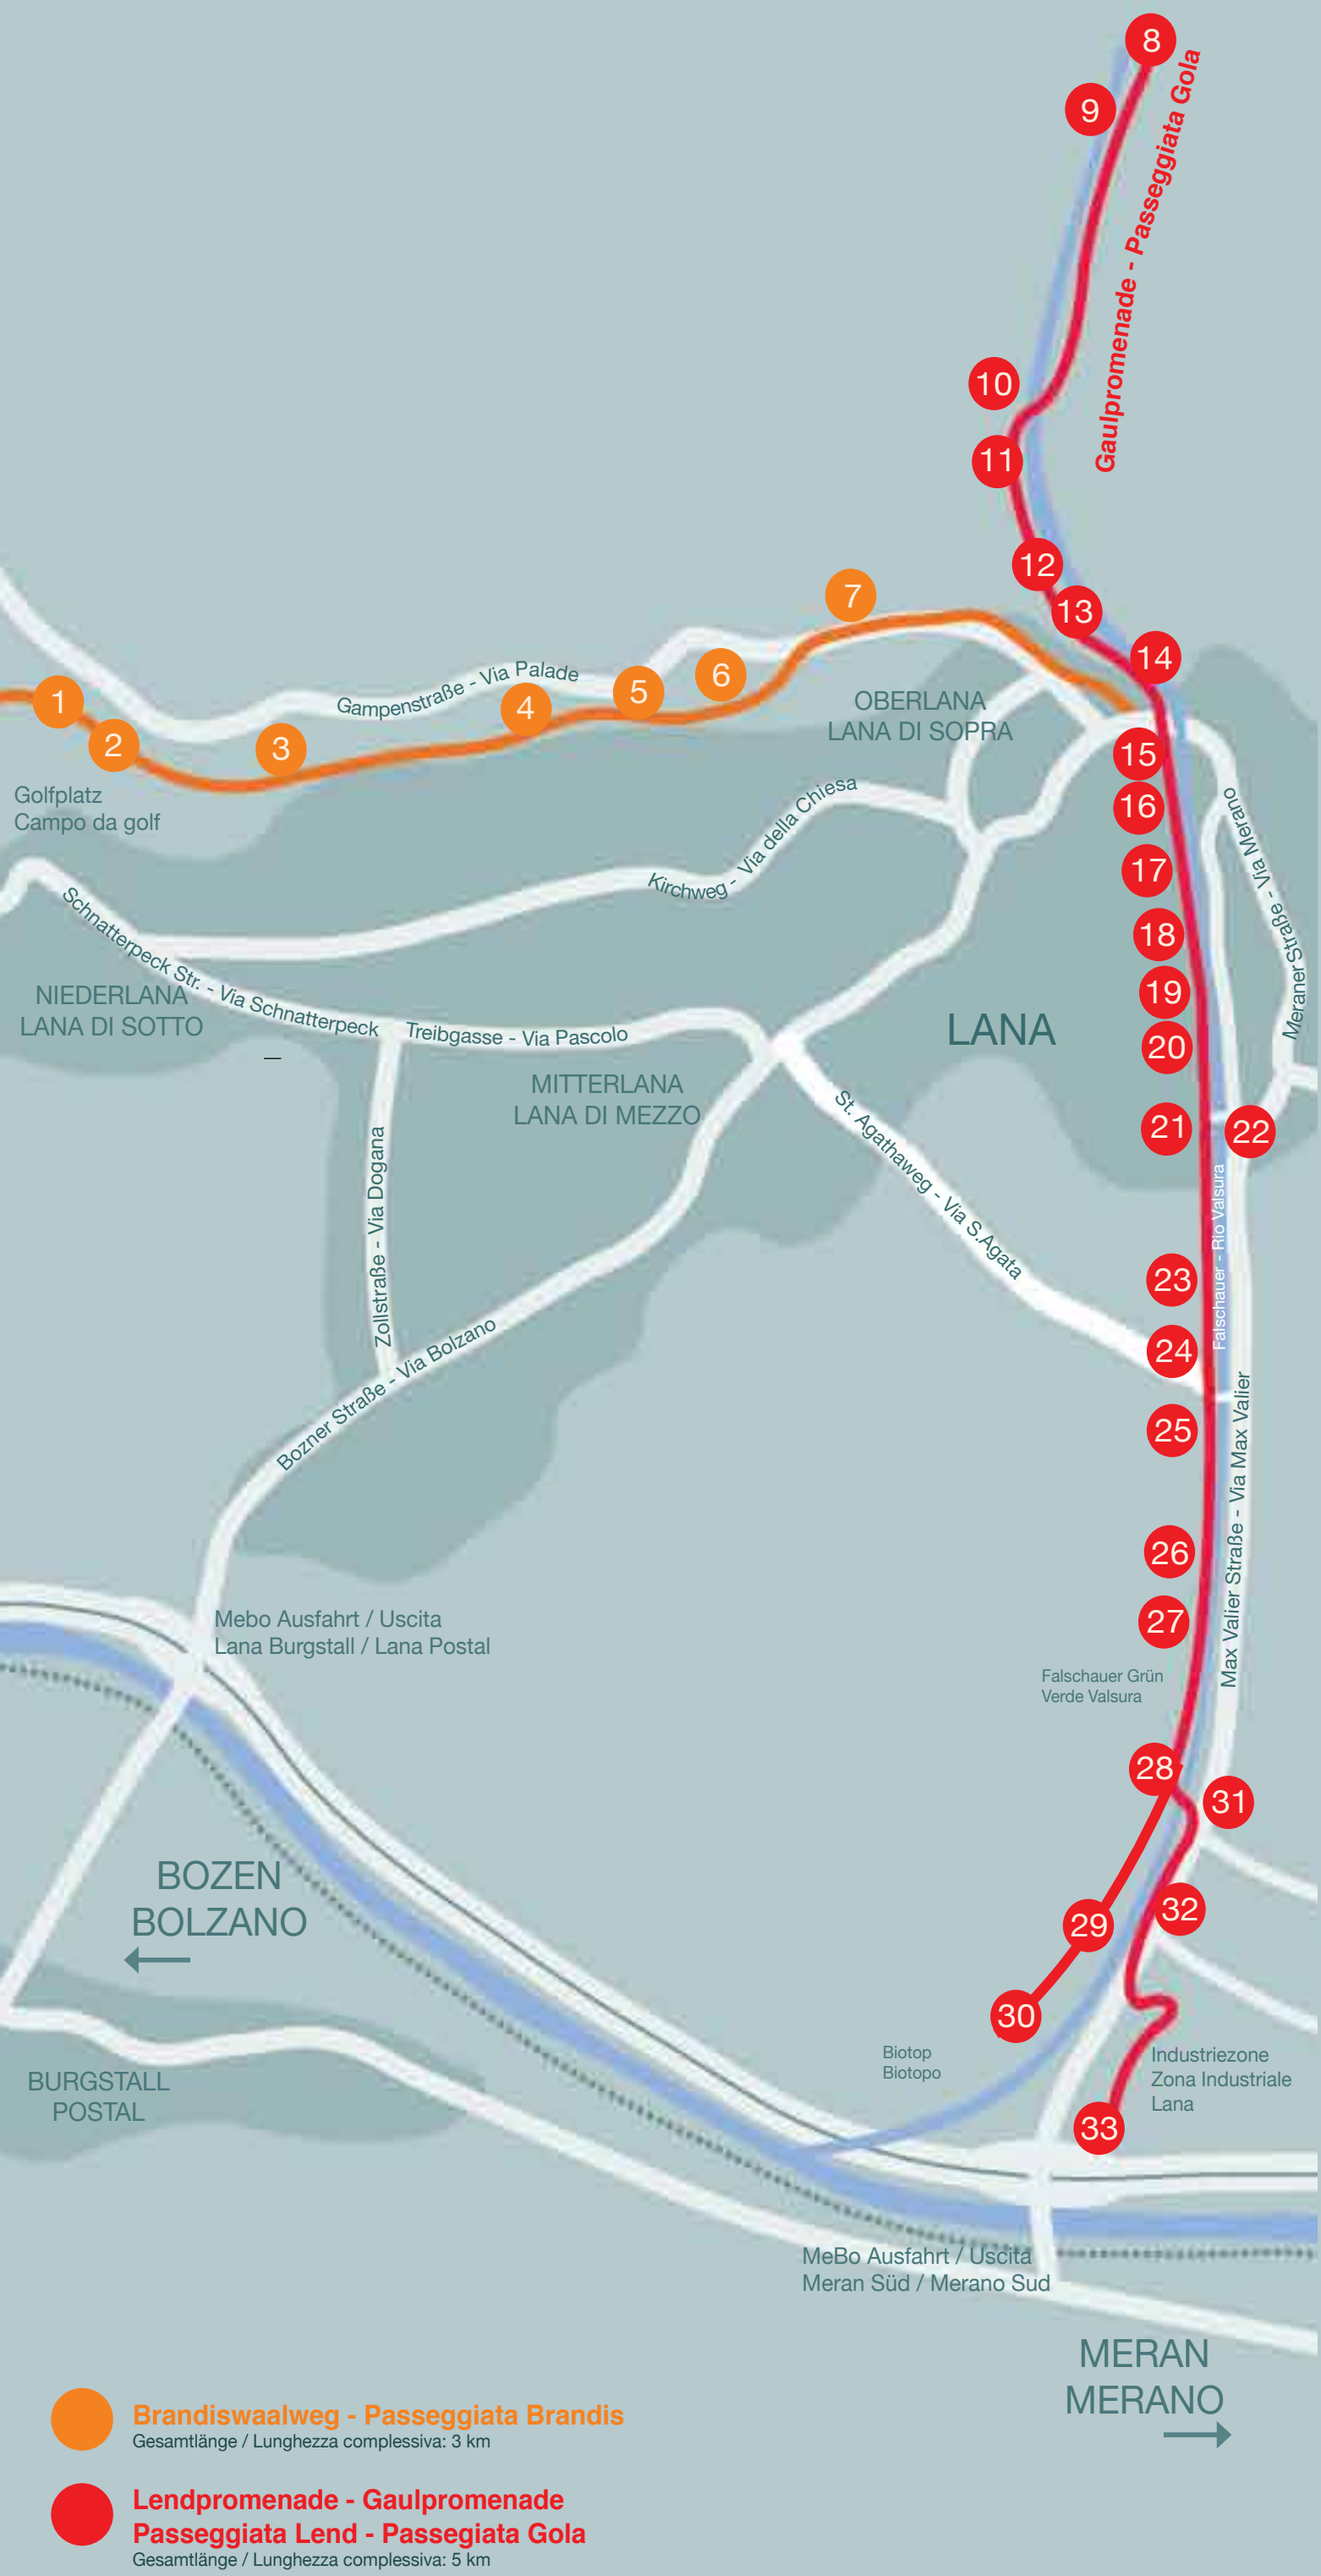 8
9
Gaulpromenade - Passeggiata Gola
10
11
12
13
14
7
6
5
4
3
2
1
Gampenstraße - Via Palade
OBERLANA
LANA DI SOPRA
Golfplatz
Campo da golf
15
16
17
18
19
20
21
22
Kirchweg - Via della Chiesa
Meraner Straße - Via Merano
Schnatterpeck Str. - Via Schnatterpeck
NIEDERLANA
LANA DI SOTTO
Treibgasse - Via Pascolo
LANA
MITTERLANA
LANA DI MEZZO
St. Agathaweg - Via S.Agata
Zollstraße - Via Dogana
Falschauer - Rio Valsura
23
24
25
26
27
Bozner Straße - Via Bolzano
Max Valier Straße - Via Max Valier
Mebo Ausfahrt / Uscita
Lana Burgstall / Lana Postal
Falschauer Grün
Verde Valsura
28
31
32
29
30
33
BOZEN
BOLZANO
Biotop
Biotopo
Industriezone
Zona Industriale
Lana
BURGSTALL
POSTAL
MeBo Ausfahrt / Uscita
Meran Süd / Merano Sud
MERAN
MERANO
Brandiswaalweg - Passeggiata Brandis
Gesamtlänge / Lunghezza complessiva: 3 km
Lendpromenade - Gaulpromenade
Passeggiata Lend - Passegiata Gola
Gesamtlänge / Lunghezza complessiva: 5 km